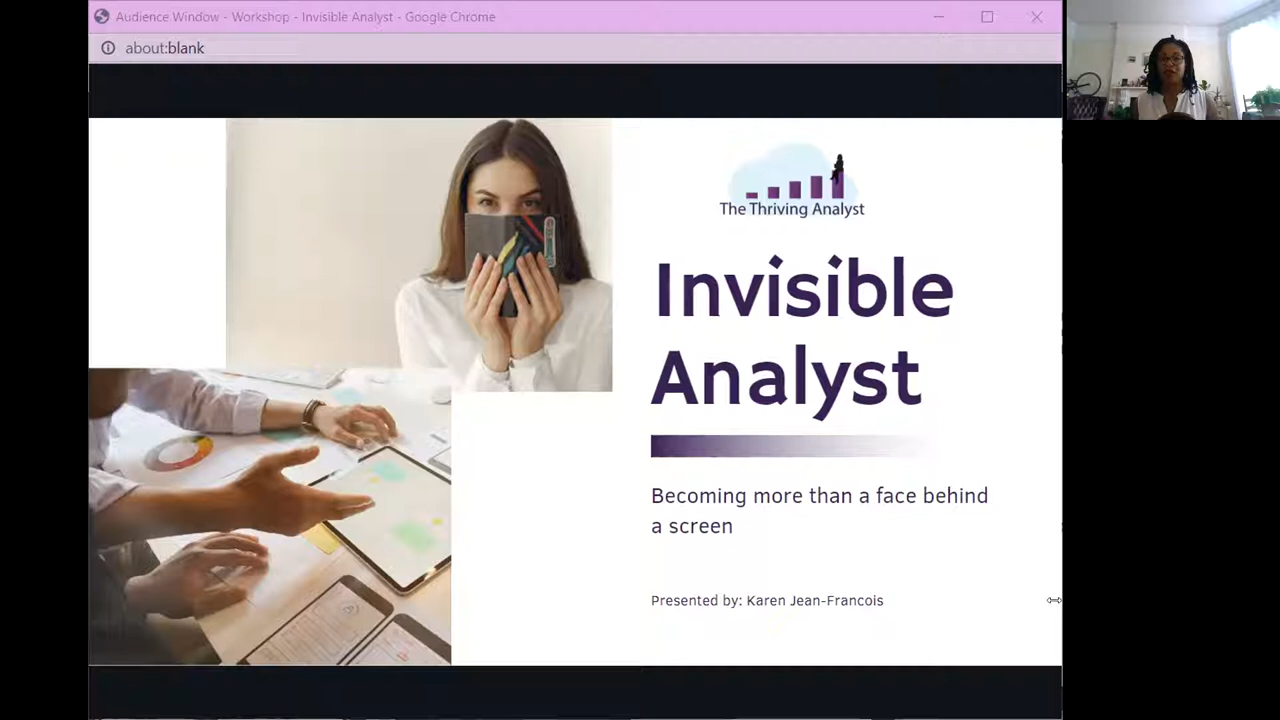 Audience Window - Workshop - Invisible Analyst - Google Chrome
about:blank
The Thriving Analyst
Invisible
Analyst
Becoming more than a face behind
a screen
Presented by: Karen Jean-Francois